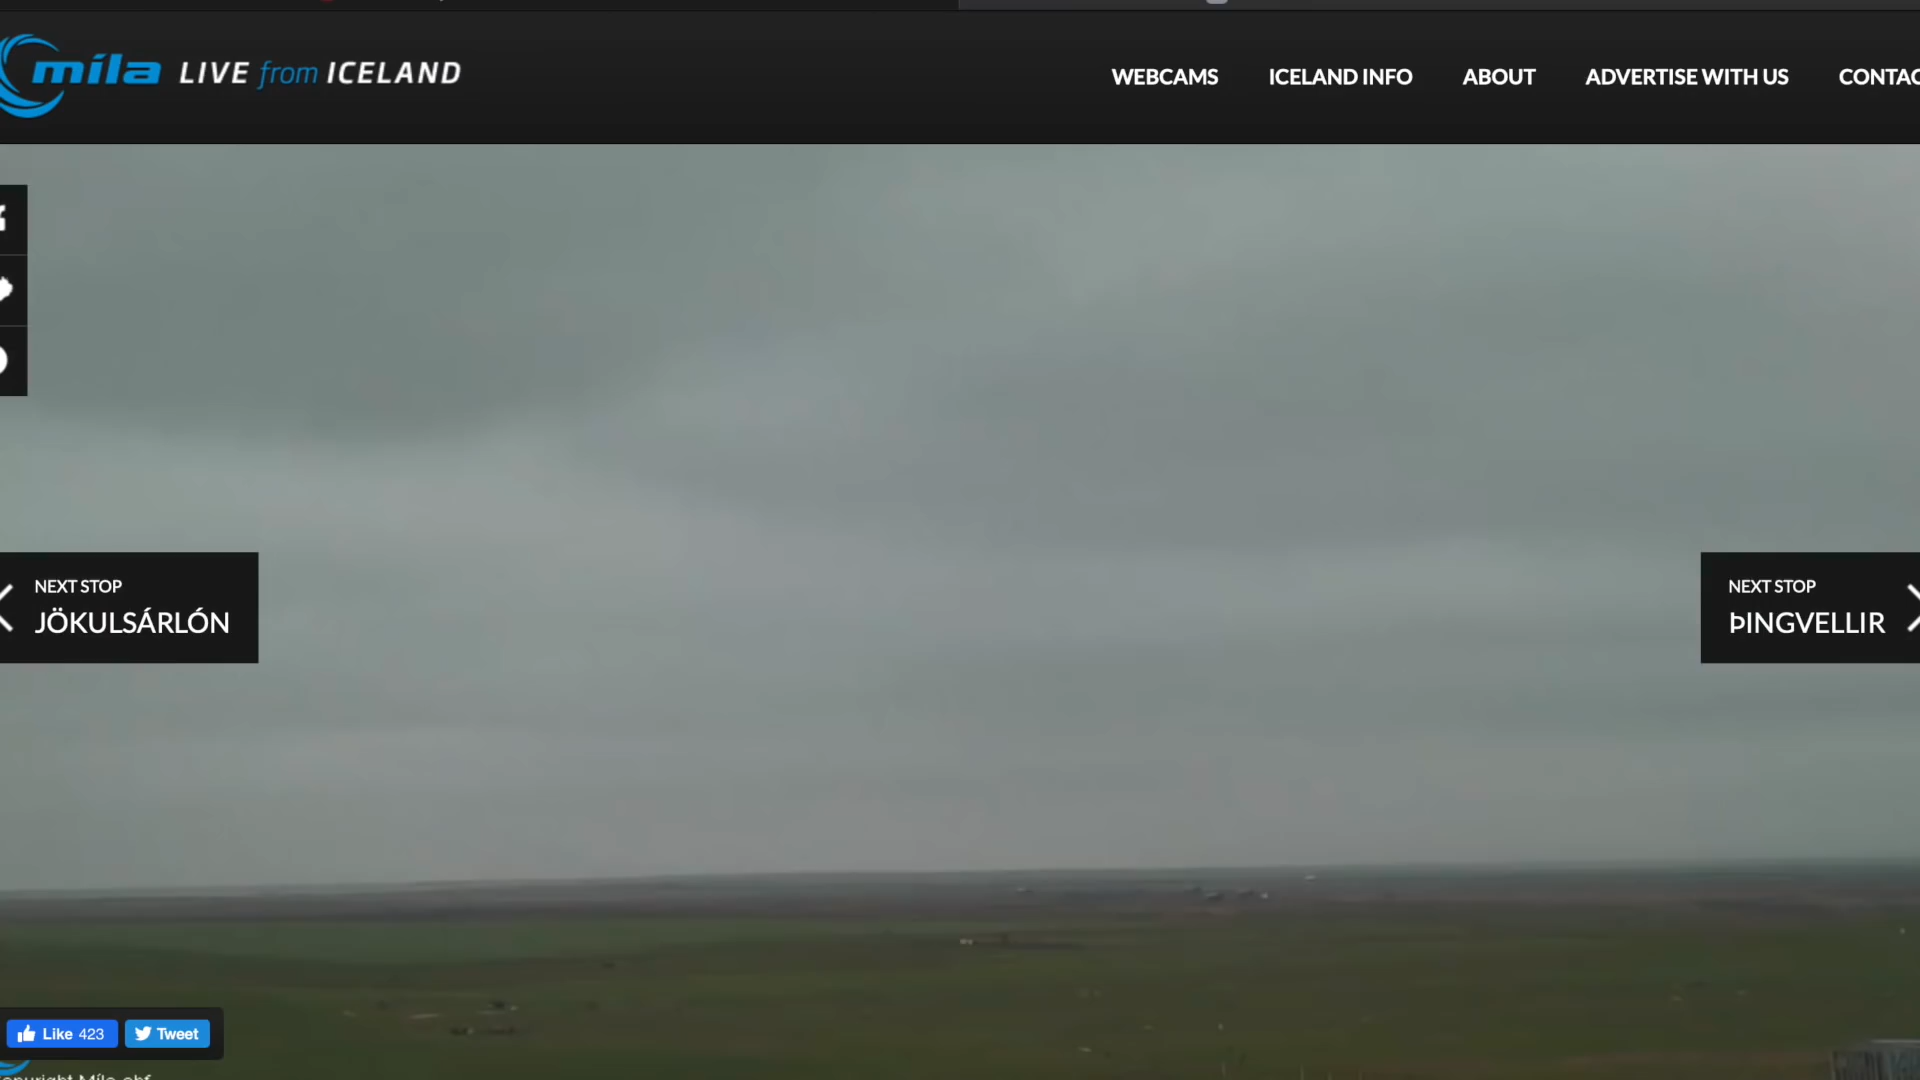 míla LIVE from ICELAND
WEBCAMS ICELAND INFO ABOUT ADVERTISE WITH US CONTAC
NEXT STOP
JÖKULSÁRLÓN
NEXT STOP
ÞINGVELLIR
Like 423 Tweet